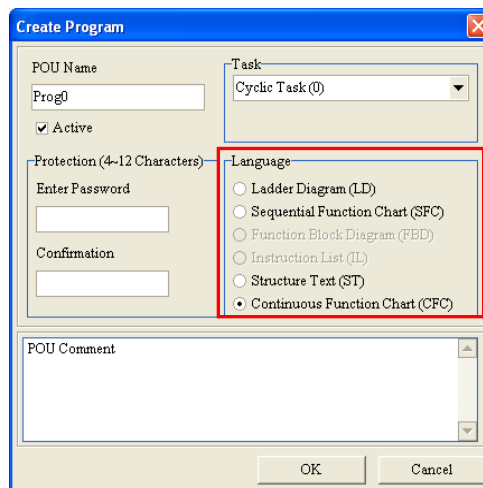 Create Program
POU Name
Prog0
Active
Task
Cyclic Task (0)
Protection (4~12 Characters)
Enter Password
Confirmation
Language
Ladder Diagram (LD)
Sequential Function Chart (SFC)
Function Block Diagram (FBD)
Instruction List (IL)
Structure Text (ST)
Continuous Function Chart (CFC)
POU Comment
OK
Cancel